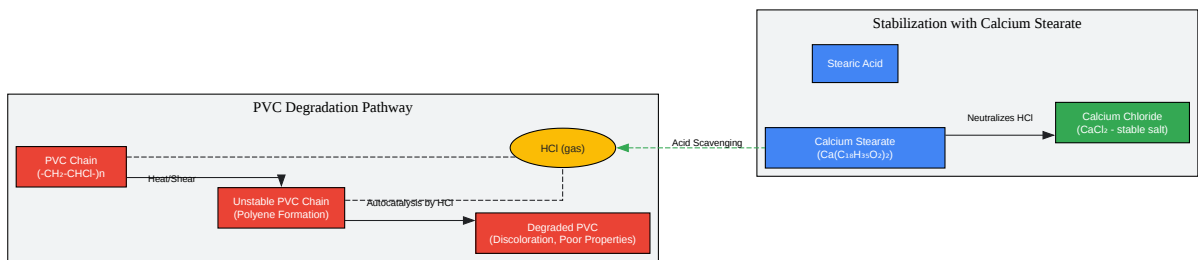 Stabilization with Calcium Stearate
Stearic Acid
Calcium Stearate
(Ca(C₁₈H₃₅O₂)₂)
Neutralizes HCl
Calcium Chloride
(CaCl₂ - stable salt)
Acid Scavenging
PVC Degradation Pathway
HCl (gas)
PVC Chain
(-CH₂-CHCl-)n
Heat/Shear
Unstable PVC Chain
(Polyene Formation)
Autocatalysis by HCl
Degraded PVC
(Discoloration, Poor Properties)